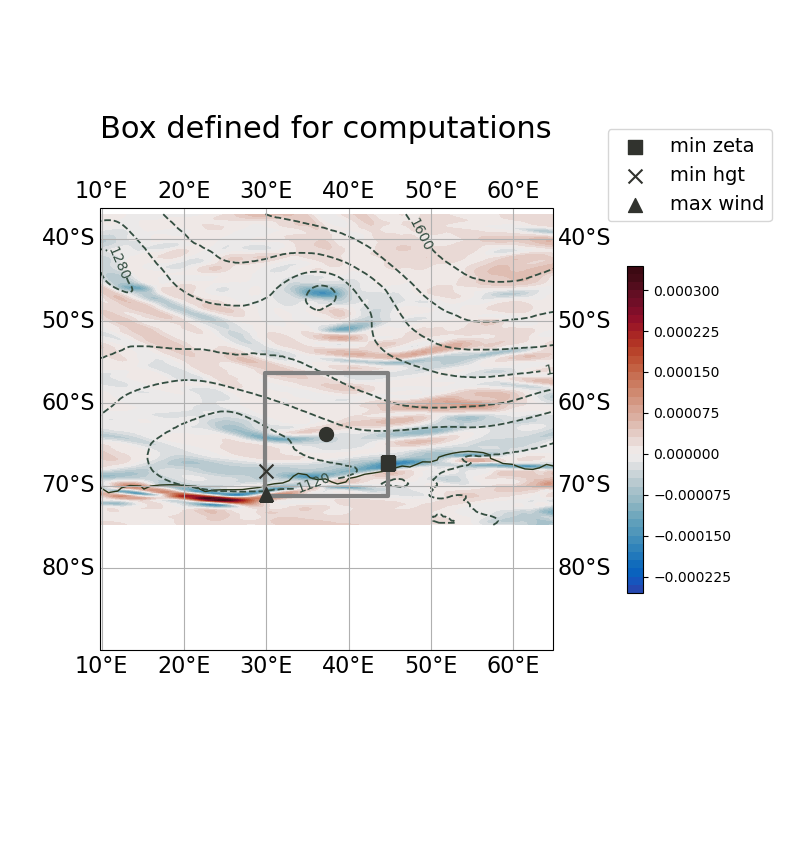 Box defined for computations
min zeta
min hgt
max wind
10°E 20°E 30°E 40°E 50°E 60°E
40°S 40°S
50°S 50°S
60°S 60°S
70°S 70°S
80°S 80°S
10°E 20°E 30°E 40°E 50°E 60°E
1600
1280
1
1120
0.000300
0.000225
0.000150
0.000075
0.000000
−0.000075
−0.000150
−0.000225